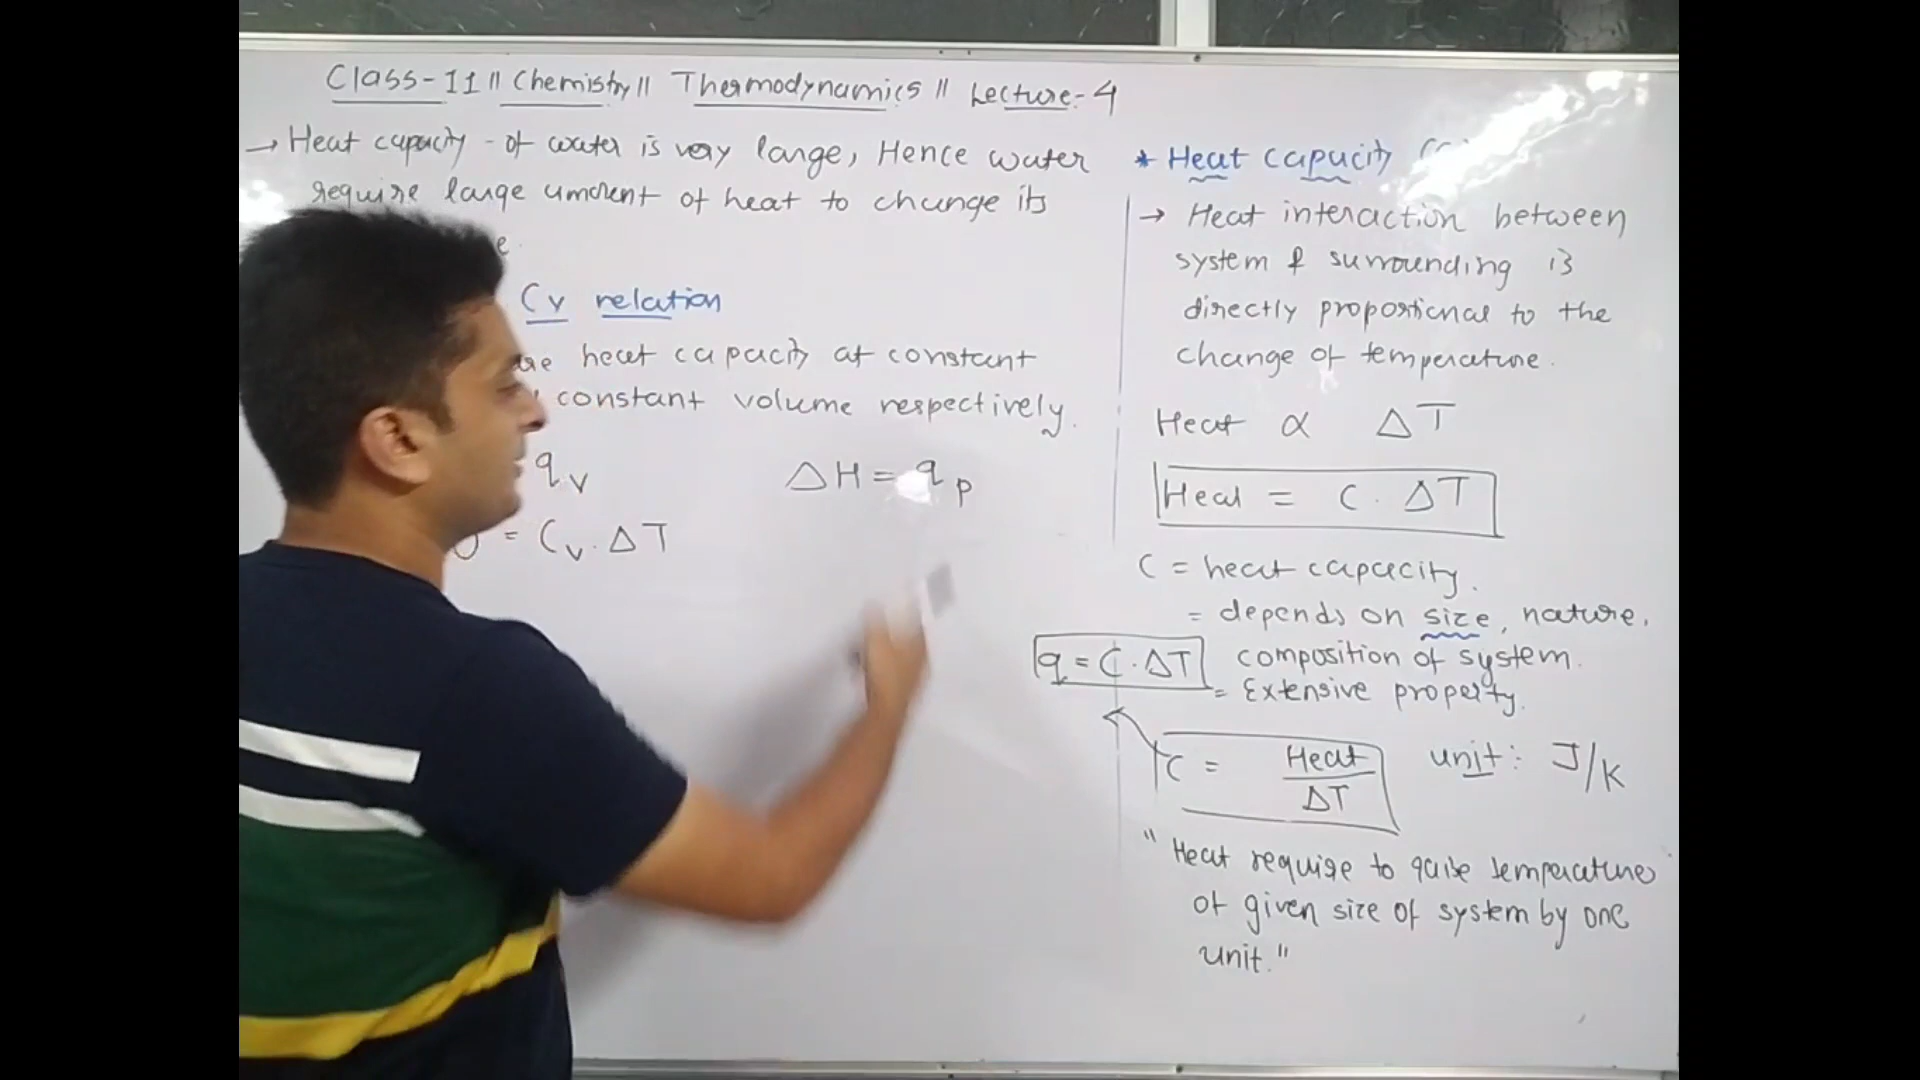 Class-11 || Chemistry || Thermodynamics || Lecture-4
→ Heat capacity - of water is very large, Hence water
require large amount of heat to change its
e.
Cv relation
are heat capacity at constant
constant volume respectively.
qv
ΔH = qp
U = Cv. ΔT
* Heat capacity
→ Heat interaction between
system & surrounding is
directly proportional to the
change of temperature.
Heat ∝ ΔT
Heat = C. ΔT
C = heat capacity.
= depends on size, nature,
composition of system.
= Extensive property.
q = C. ΔT
C = Heat / ΔT unit: J/K
"Heat require to raise temperature
of given size of system by one
unit."